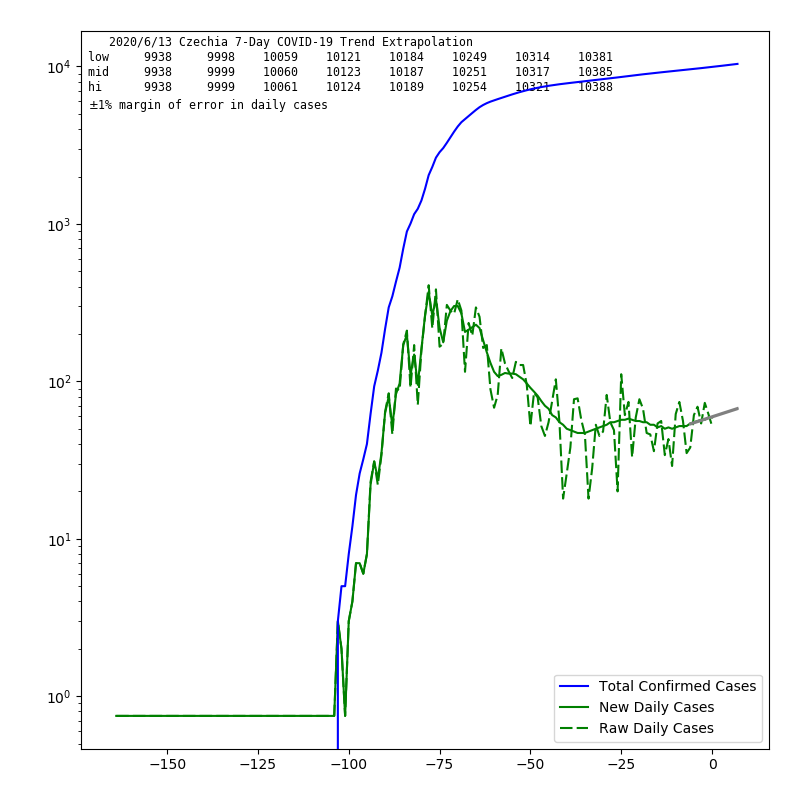 2020/6/13 Czechia 7-Day COVID-19 Trend Extrapolation
low 9938 9998 10059 10121 10184 10249 10314 10381
mid 9938 9999 10060 10123 10187 10251 10317 10385
hi 9938 9999 10061 10124 10189 10254 10321 10388
±1% margin of error in daily cases
10⁴
10³
10²
10¹
10⁰
Total Confirmed Cases
New Daily Cases
Raw Daily Cases
−150 −125 −100 −75 −50 −25 0